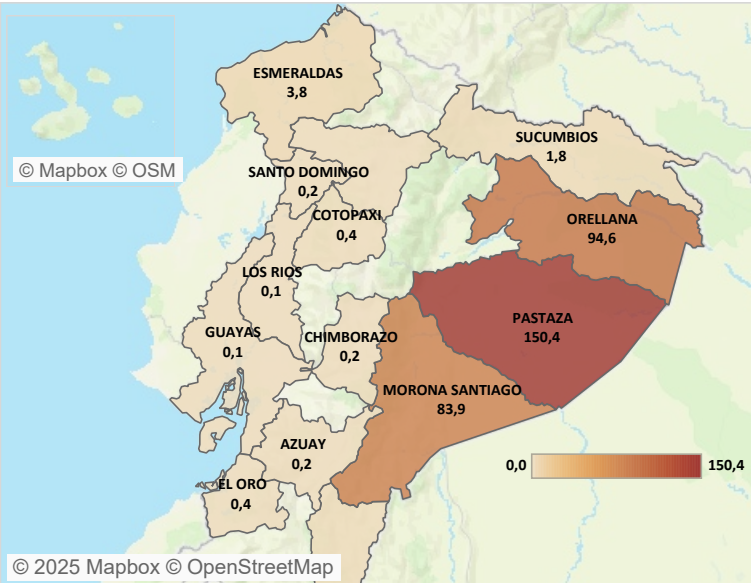 ESMERALDAS
3,8
© Mapbox © OSM
SUCUMBIOS
1,8
SANTO DOMINGO
0,2
COTOPAXI
0,4
ORELLANA
94,6
LOS RIOS
0,1
GUAYAS
0,1
CHIMBORAZO
0,2
PASTAZA
150,4
MORONA SANTIAGO
83,9
AZUAY
0,2
0,0
150,4
EL ORO
0,4
© 2025 Mapbox © OpenStreetMap